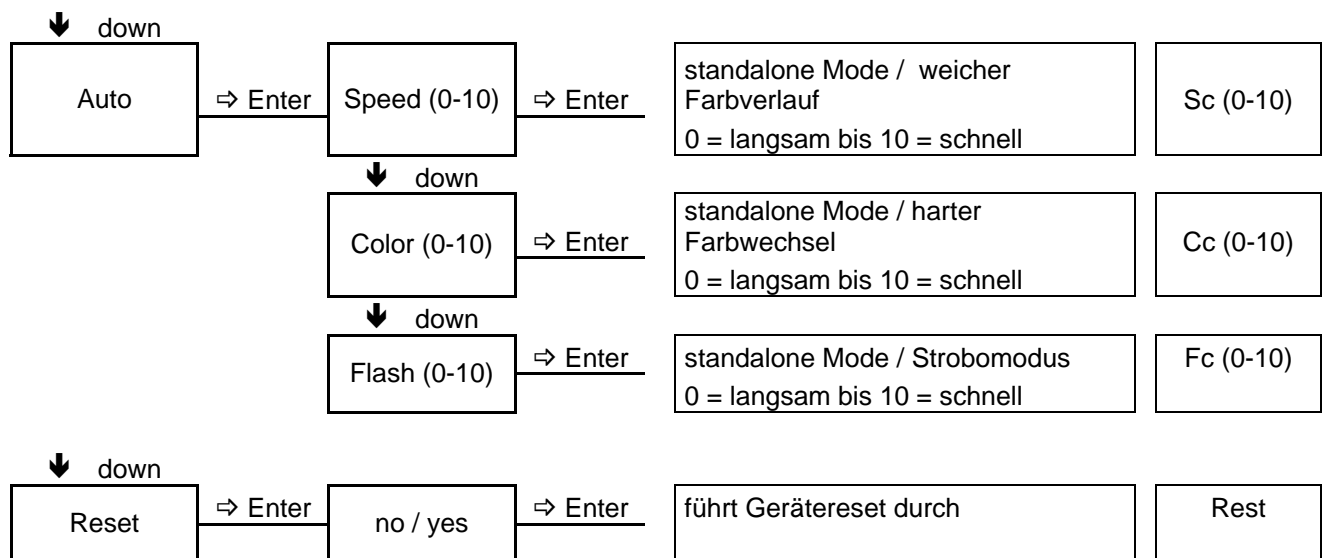 🡻 down
Auto
⇨ Enter
Speed (0-10)
⇨ Enter
standalone Mode / weicher
Farbverlauf
0 = langsam bis 10 = schnell
Sc (0-10)
🡻 down
Color (0-10)
⇨ Enter
standalone Mode / harter
Farbwechsel
0 = langsam bis 10 = schnell
Cc (0-10)
🡻 down
Flash (0-10)
⇨ Enter
standalone Mode / Strobomodus
0 = langsam bis 10 = schnell
Fc (0-10)
🡻 down
Reset
⇨ Enter
no / yes
⇨ Enter
führt Gerätereset durch
Rest